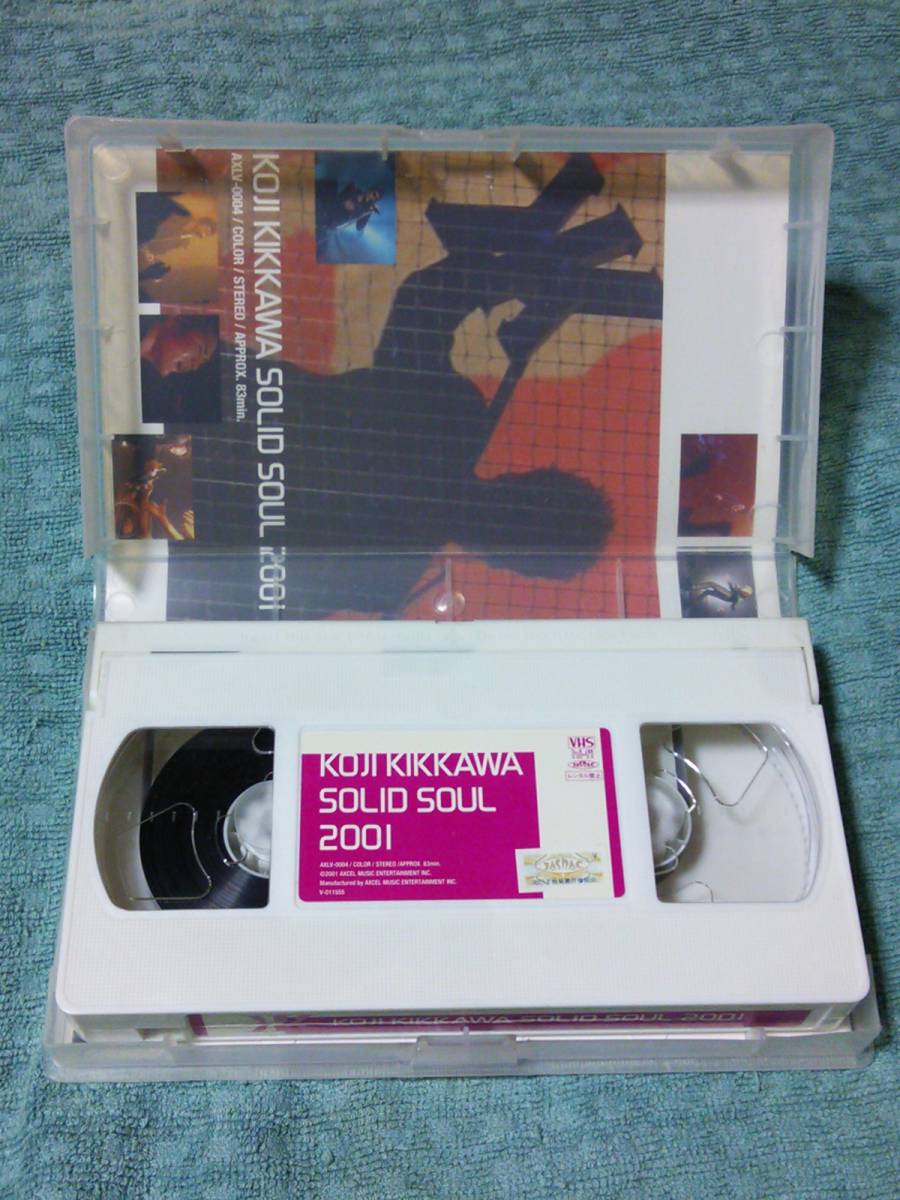 KOJI KIKKAWA SOLID SOUL 2001
AXLV-0004 / COLOR / STEREO / APPROX. 83min.
KOJI KIKKAWA
SOLID SOUL
2001
AXLV-0004 / COLOR / STEREO /APPROX. 83min.
©2001 AXCEL MUSIC ENTERTAINMENT INC.
Manufactured by AXCEL MUSIC ENTERTAINMENT INC.
V-011555
VHS
レンタル禁止
KOJI KIKKAWA SOLID SOUL 2001